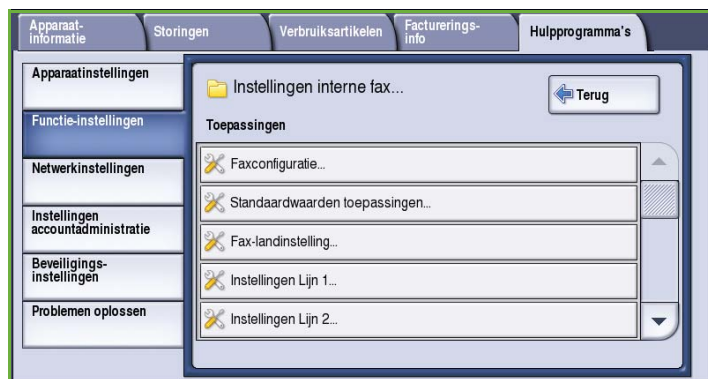 Apparaat-
informatie
Storingen
Verbruiksartikelen
Facturerings-
info
Hulpprogramma's
Apparaatinstellingen
Functie-instellingen
Netwerkinstellingen
Instellingen
accountadministratie
Beveiligings-
instellingen
Problemen oplossen
Instellingen interne fax...
Terug
Toepassingen
Faxconfiguratie...
Standaardwaarden toepassingen...
Fax-landinstelling...
Instellingen Lijn 1...
Instellingen Lijn 2...